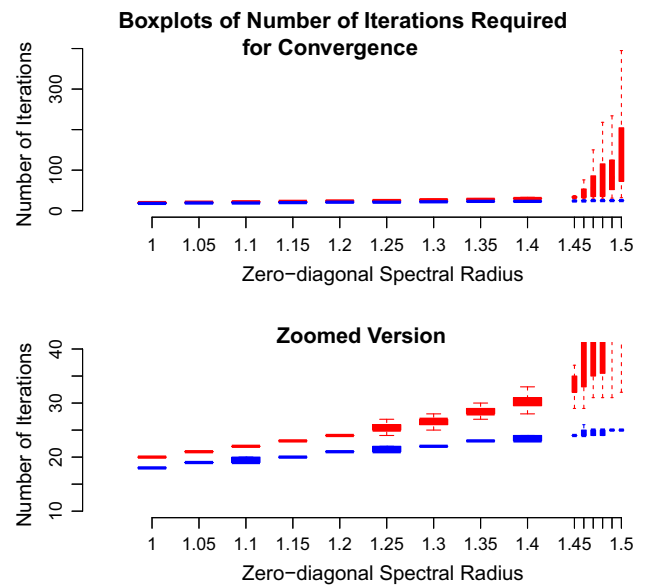 Boxplots of Number of Iterations Required
for Convergence
Number of Iterations
300
100
0
1 1.05 1.1 1.15 1.2 1.25 1.3 1.35 1.4 1.45 1.5
Zero−diagonal Spectral Radius
Zoomed Version
Number of Iterations
40
30
20
10
1 1.05 1.1 1.15 1.2 1.25 1.3 1.35 1.4 1.45 1.5
Zero−diagonal Spectral Radius